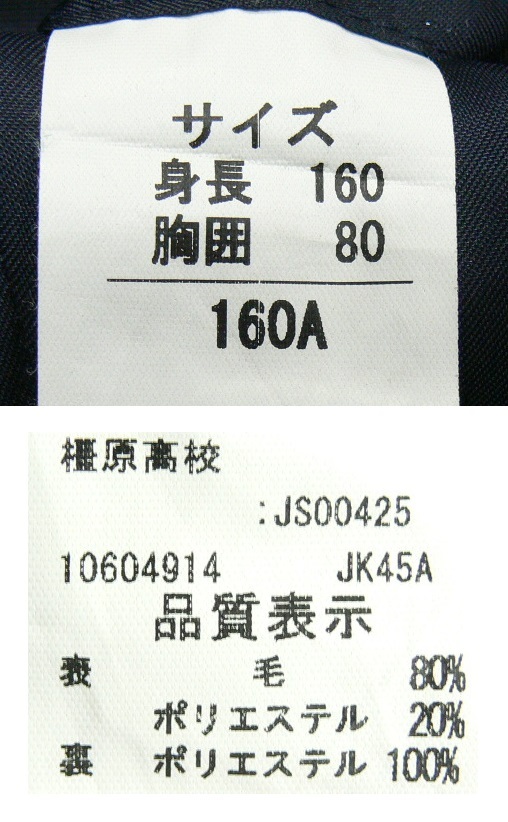 サイズ
身長 160
胸囲 80
160A
橿原高校
:JS00425
10604914 JK45A
品質表示
表 毛 80%
ポリエステル 20%
裏 ポリエステル 100%